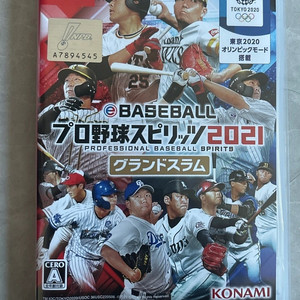 NPB
A7894545
TOKYO 2020
東京2020
オリンピックモード
搭載
eBASEBALL
プロ野球スピリッツ2021
PROFESSIONAL BASEBALL SPIRITS
グランドスラム
CERO
A
KONAMI